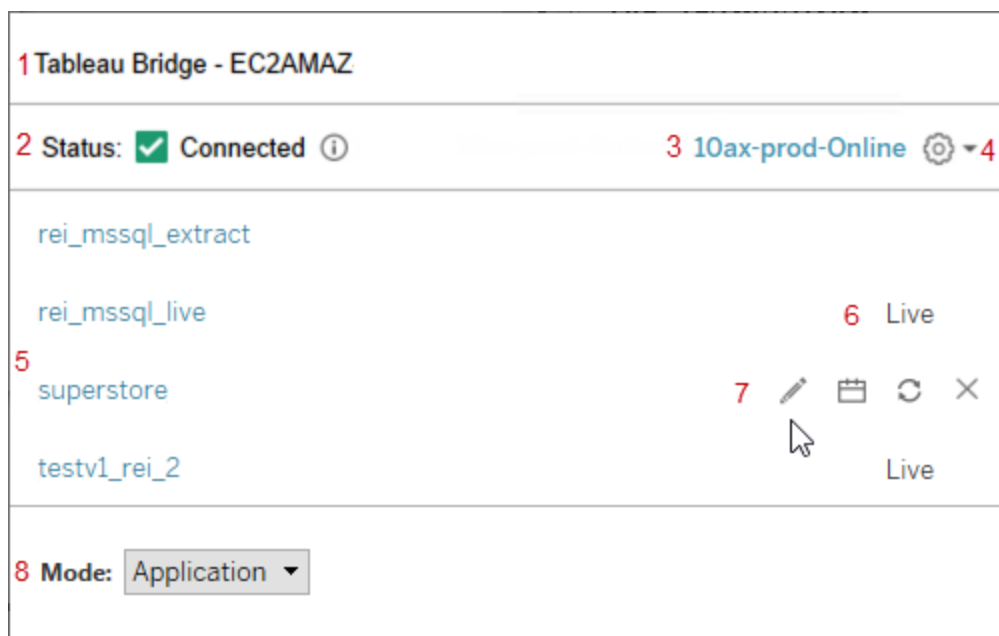 1 Tableau Bridge - EC2AMAZ
2 Status: Connected 3 10ax-prod-Online 4
rei_mssql_extract
rei_mssql_live 6 Live
5
superstore 7
testv1_rei_2 Live
8 Mode: Application